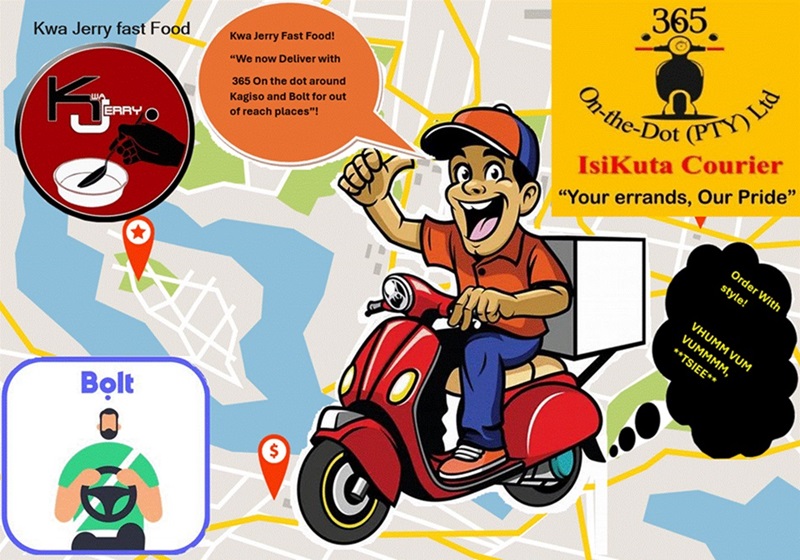 Kwa Jerry fast Food
KWA
JERRY
Kwa Jerry Fast Food!
“We now Deliver with
365 On the dot around
Kagiso and Bolt for out
of reach places”!
365
On-the-Dot (PTY) Ltd
IsiKuta Courier
“Your errands, Our Pride”
Order With
style!
VHUMM VUM
VUMMMM,
**TSIEE**
Bolt
$